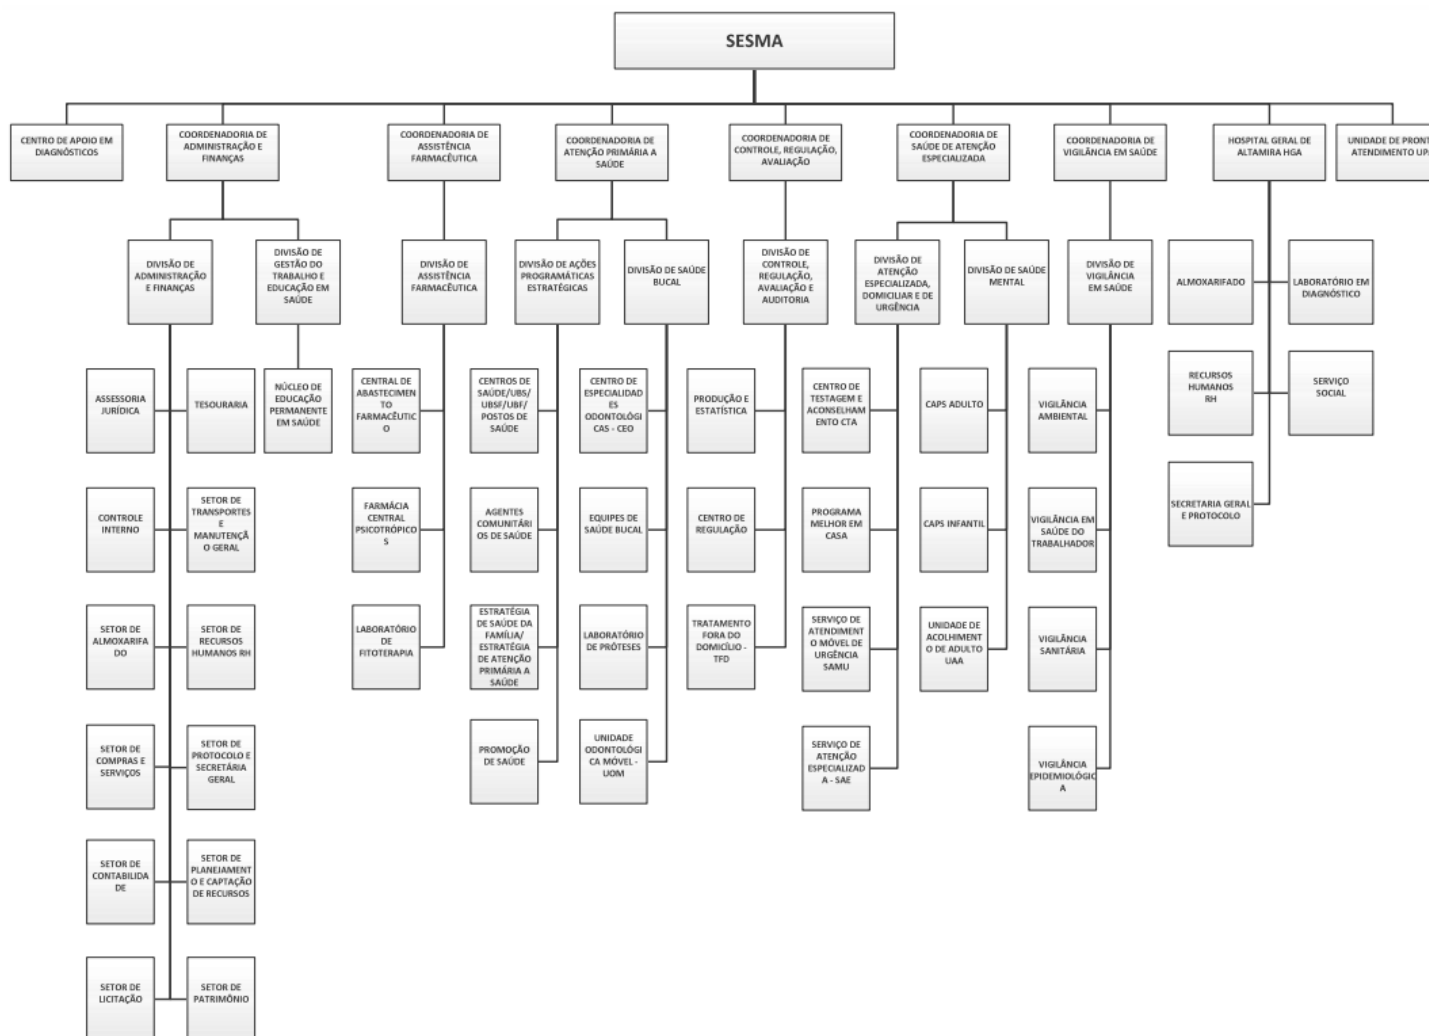 SESMA
CENTRO DE APOIO EM
DIAGNÓSTICOS
COORDENADORIA DE
ADMINISTRAÇÃO E
FINANÇAS
COORDENADORIA DE
ASSISTÊNCIA
FARMACÊUTICA
COORDENADORIA DE
ATENÇÃO PRIMÁRIA A
SAÚDE
COORDENADORIA DE
CONTROLE, REGULAÇÃO,
AVALIAÇÃO
COORDENADORIA DE
SAÚDE DE ATENÇÃO
ESPECIALIZADA
COORDENADORIA
DE VIGILÂNCIA EM SAÚDE
HOSPITAL GERAL DE
ALTAMIRA HGA
UNIDADE DE PRONT
ATENDIMENTO UP
DIVISÃO DE
ADMINISTRAÇÃO
E FINANÇAS
DIVISÃO DE
GESTÃO DO
TRABALHO E
EDUCAÇÃO EM
SAÚDE
DIVISÃO DE
ASSISTÊNCIA
FARMACÊUTICA
DIVISÃO DE AÇÕES
PROGRAMÁTICAS
ESTRATÉGICAS
DIVISÃO DE SAÚDE
BUCAL
DIVISÃO DE
CONTROLE,
REGULAÇÃO,
AVALIAÇÃO E
AUDITORIA
DIVISÃO DE
ATENÇÃO
ESPECIALIZADA,
DOMICILIAR E DE
URGÊNCIA
DIVISÃO DE SAÚDE
MENTAL
DIVISÃO DE
VIGILÂNCIA
EM SAÚDE
ALMOXARIFADO
LABORATÓRIO EM
DIAGNÓSTICO
ASSESSORIA
JURÍDICA
TESOURARIA
NÚCLEO DE
EDUCAÇÃO
PERMANENTE
EM SAÚDE
CENTRAL DE
ABASTECIMEN
TO
FARMACÊUTIC
O
CENTROS DE
SAÚDE/UBS/
UBSF/UBF/
POSTOS DE
SAÚDE
CENTRO DE
ESPECIALIDAD
ES
ODONTOLÓGI
CAS - CEO
PRODUÇÃO E
ESTATÍSTICA
CENTRO DE
TESTAGEM E
ACONSELHAM
ENTO CTA
CAPS ADULTO
VIGILÂNCIA
AMBIENTAL
RECURSOS
HUMANOS
RH
SERVIÇO
SOCIAL
CONTROLE
INTERNO
SETOR DE
TRANSPORTES
E
MANUTENÇÃ
O GERAL
FARMÁCIA
CENTRAL
PSICOTRÓPICO
S
AGENTES
COMUNITÁRI
OS DE SAÚDE
EQUIPES DE
SAÚDE BUCAL
CENTRO DE
REGULAÇÃO
PROGRAMA
MELHOR EM
CASA
CAPS INFANTIL
VIGILÂNCIA EM
SAÚDE DO
TRABALHADOR
SECRETARIA GERAL
E PROTOCOLO
SETOR DE
ALMOXARIFA
DO
SETOR DE
RECURSOS
HUMANOS RH
LABORATÓRIO
DE
FITOTERAPIA
ESTRATÉGIA
DE SAÚDE DA
FAMÍLIA/
ESTRATÉGIA
DE ATENÇÃO
PRIMÁRIA A
SAÚDE
LABORATÓRIO
DE PRÓTESES
TRATAMENTO
FORA DO
DOMICÍLIO -
TFD
SERVIÇO DE
ATENDIMENT
O MÓVEL DE
URGÊNCIA
SAMU
UNIDADE DE
ACOLHIMENT
O DE ADULTO
UAA
VIGILÂNCIA
SANITÁRIA
SETOR DE
COMPRAS E
SERVIÇOS
SETOR DE
PROTOCOLO E
SECRETÁRIA
GERAL
PROMOÇÃO
DE SAÚDE
UNIDADE
ODONTOLÓGI
CA MÓVEL -
UOM
SERVIÇO DE
ATENÇÃO
ESPECIALIZAD
A - SAE
VIGILÂNCIA
EPIDEMIOLÓGIC
A
SETOR DE
CONTABILIDA
DE
SETOR DE
PLANEJAMENT
O E CAPTAÇÃO
DE RECURSOS
SETOR DE
LICITAÇÃO
SETOR DE
PATRIMÔNIO